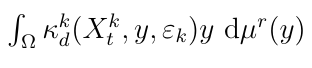 $\int_{\Omega} \kappa_d^k(X_t^k, y, \varepsilon_k) y \ \mathrm{d}\mu^r(y)$